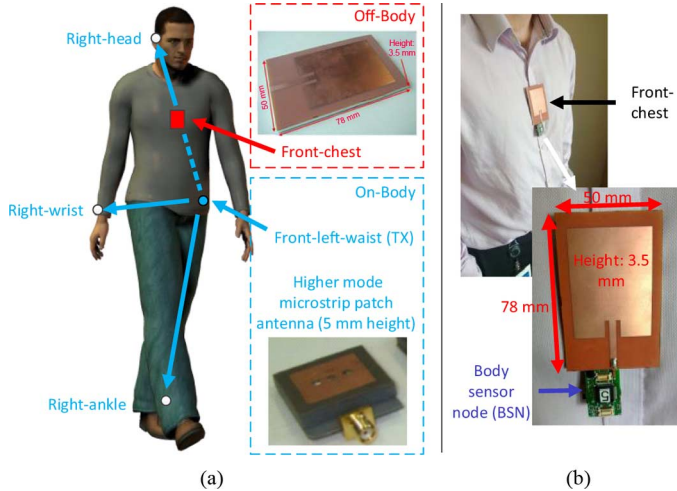 Right-head
Off-Body
Height:
3.5 mm
50 mm
78 mm
Front-chest
Right-wrist
On-Body
Front-left-waist (TX)
Higher mode
microstrip patch
antenna (5 mm height)
Right-ankle
(a)
Front-
chest
50 mm
Height: 3.5
mm
78 mm
Body
sensor
node (BSN)
5
(b)